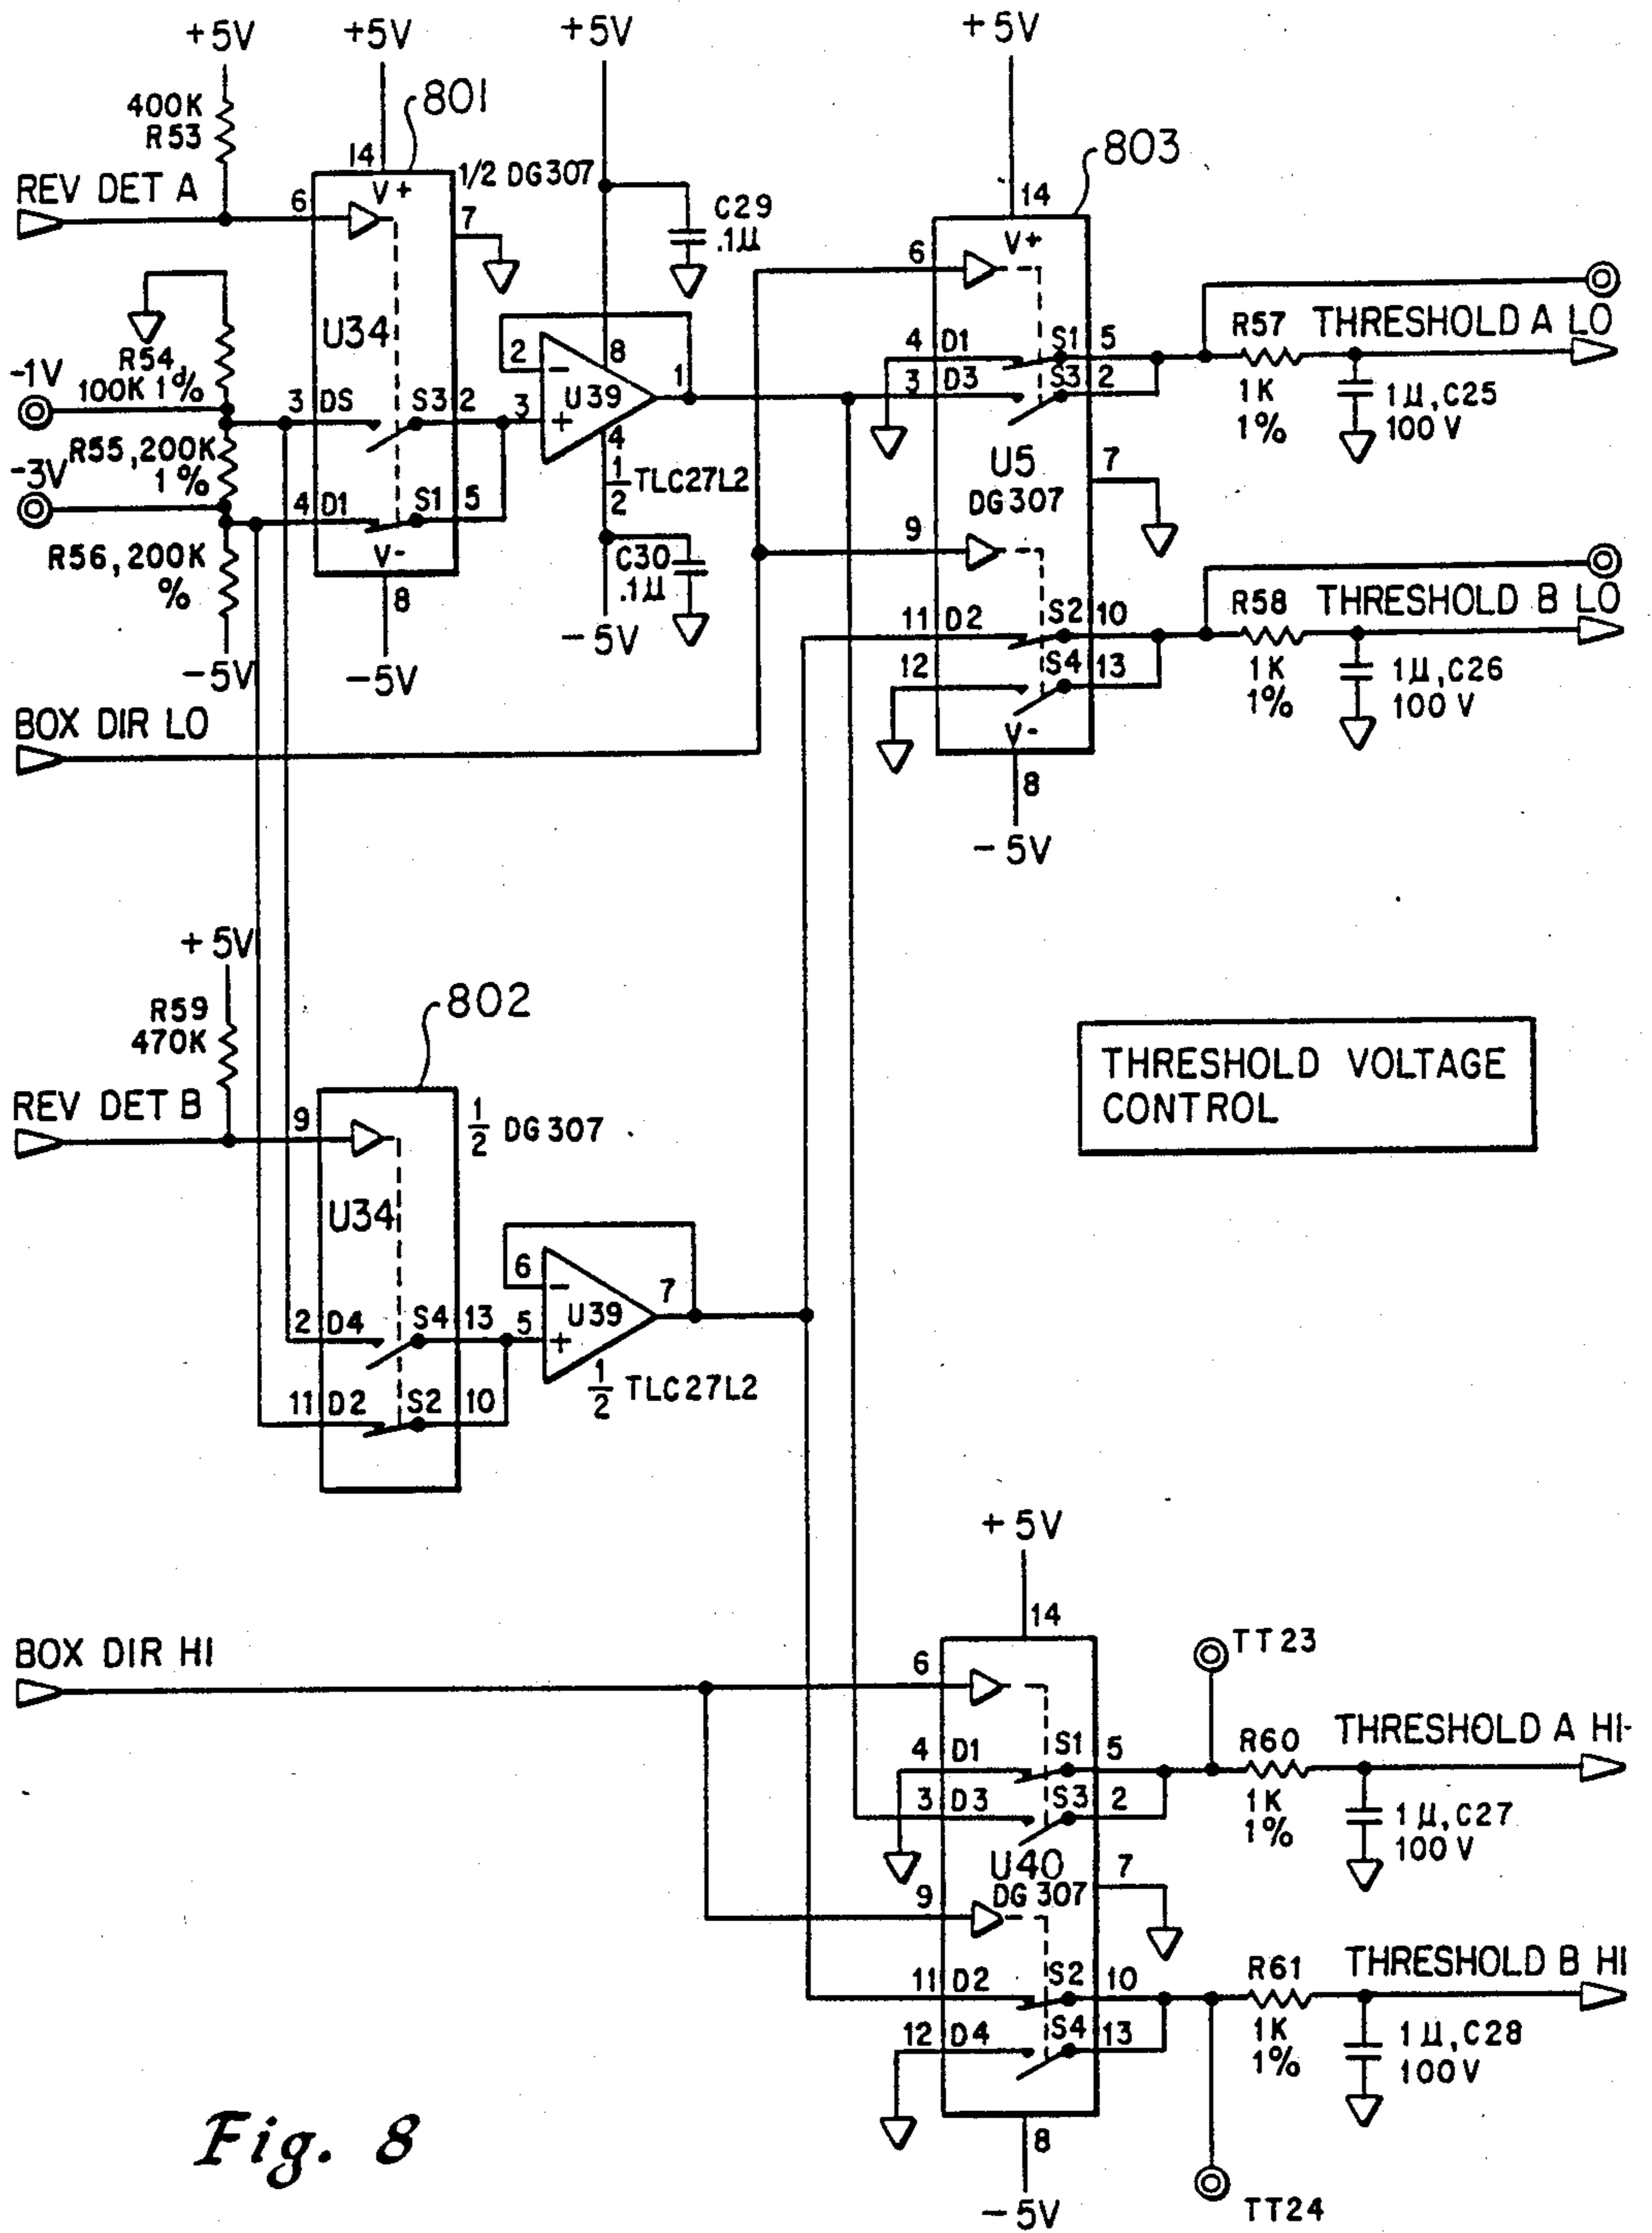 +5V
+5V
+5V
+5V
400K
R53
801
803
14
V+
1/2 DG307
REV DET A
6
7
C29
.1µ
14
V+
6
U34
R54
100K 1%
-1V
3 DS
S3 2
2
-
8
1
U39
3
+
4
1/2 TLC27L2
4 D1
S1 5
3 D3
S3 2
R57
THRESHOLD A LO
1K
1%
1µ, C25
100 V
R55, 200K
1%
-3V
4 D1
S1 5
V-
U5
DG307
7
R56, 200K
%
8
C30
.1µ
9
-5V
-5V
-5V
11 D2
S2 10
12
S4 13
V-
8
-5V
R58
THRESHOLD B LO
1K
1%
1µ, C26
100 V
BOX DIR LO
+5V
R59
470K
802
THRESHOLD VOLTAGE
CONTROL
REV DET B
9
1/2 DG307
U34
6
-
7
U39
2 D4
S4 13
5
+
1/2 TLC27L2
11 D2
S2 10
+5V
14
BOX DIR HI
6
TT23
4 D1
S1 5
3 D3
S3 2
R60
THRESHOLD A HI-
1K
1%
1µ, C27
100 V
U40
DG 307
7
9
11 D2
S2 10
12 D4
S4 13
R61
THRESHOLD B HI
1K
1%
1µ, C28
100V
8
-5V
TT24
Fig. 8